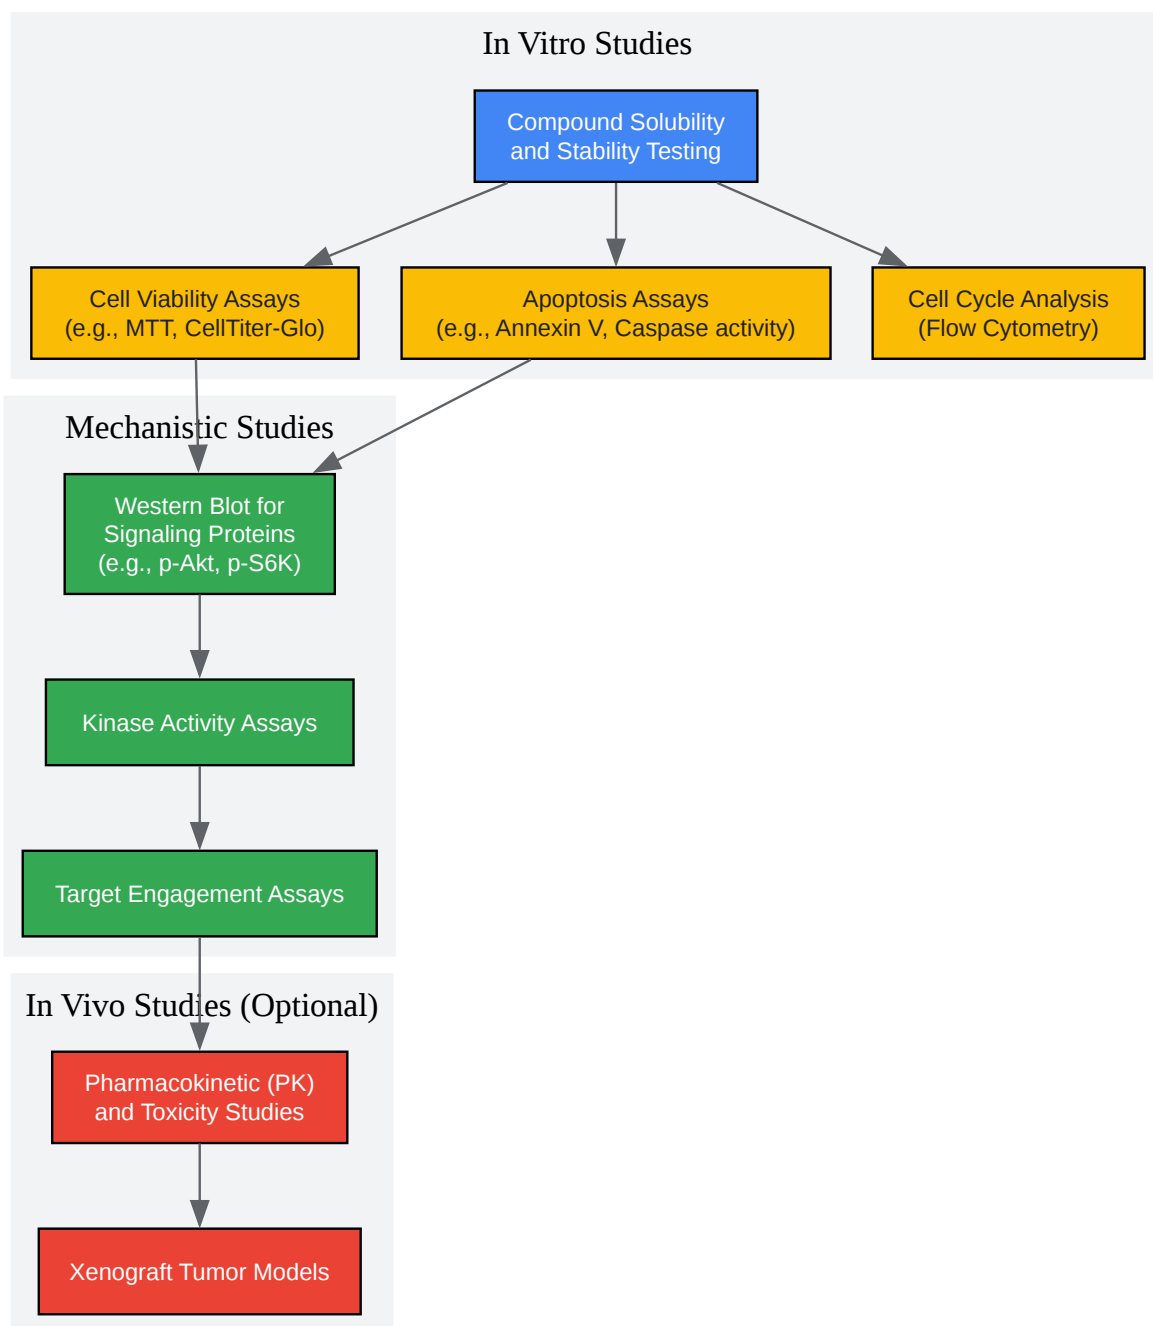 In Vitro Studies
Compound Solubility
and Stability Testing
Cell Viability Assays
(e.g., MTT, CellTiter-Glo)
Apoptosis Assays
(e.g., Annexin V, Caspase activity)
Cell Cycle Analysis
(Flow Cytometry)
Mechanistic Studies
Western Blot for
Signaling Proteins
(e.g., p-Akt, p-S6K)
Kinase Activity Assays
Target Engagement Assays
In Vivo Studies (Optional)
Pharmacokinetic (PK)
and Toxicity Studies
Xenograft Tumor Models